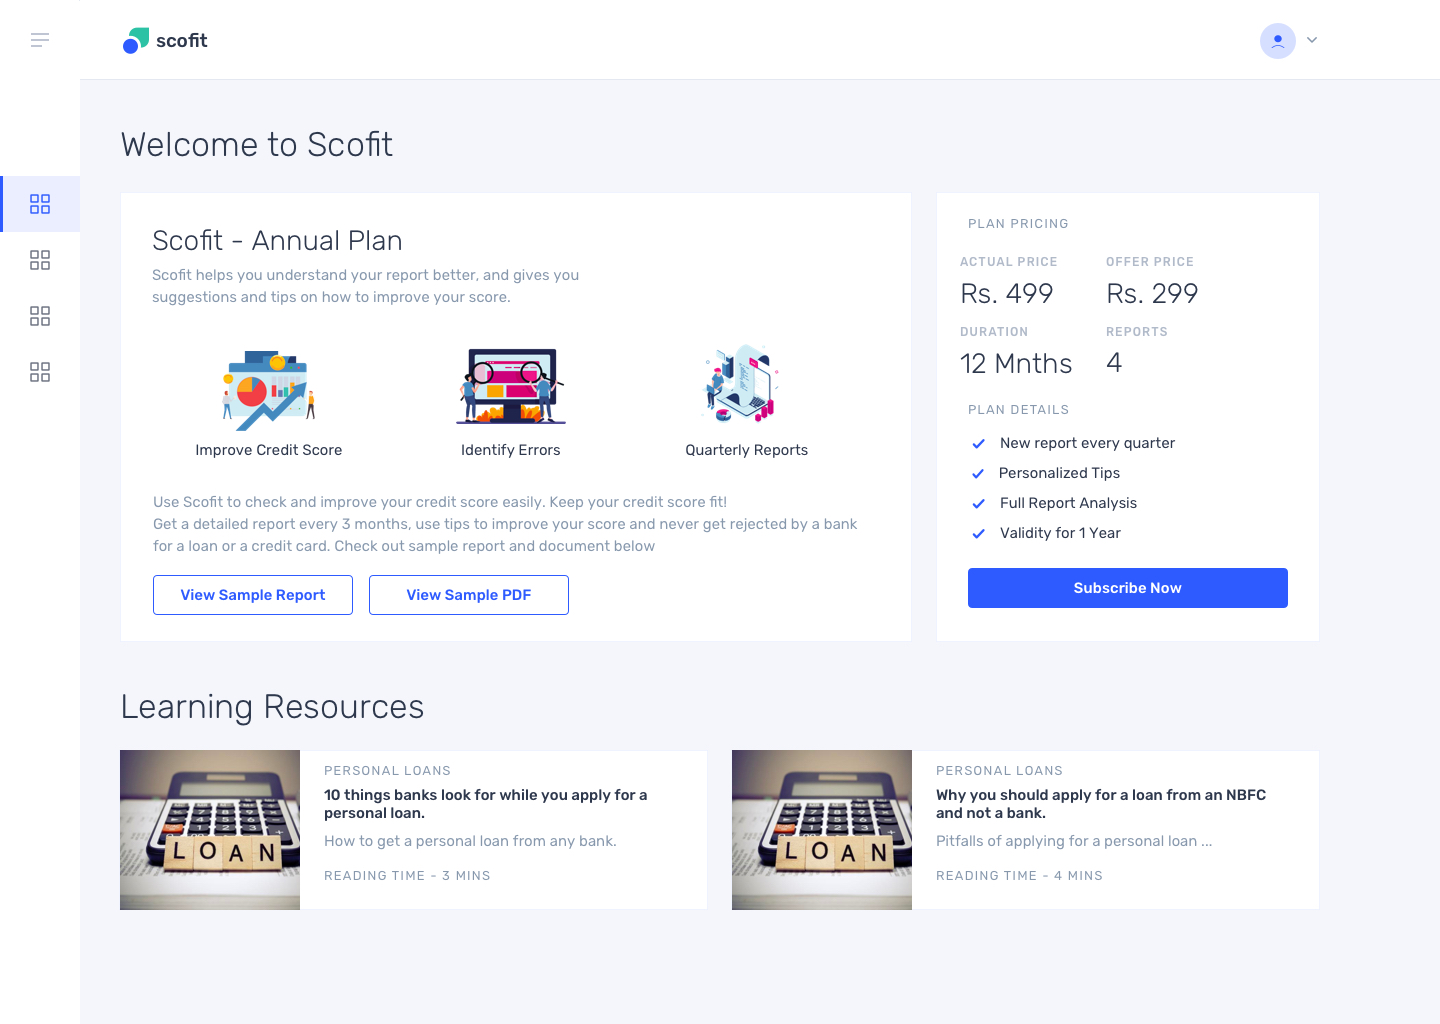 scofit
Welcome to Scofit
Scofit - Annual Plan
Scofit helps you understand your report better, and gives you
suggestions and tips on how to improve your score.
Improve Credit Score
Identify Errors
Quarterly Reports
Use Scofit to check and improve your credit score easily. Keep your credit score fit!
Get a detailed report every 3 months, use tips to improve your score and never get rejected by a bank
for a loan or a credit card. Check out sample report and document below
View Sample Report
View Sample PDF
PLAN PRICING
ACTUAL PRICE
OFFER PRICE
Rs. 499
Rs. 299
DURATION
REPORTS
12 Mnths
4
PLAN DETAILS
New report every quarter
Personalized Tips
Full Report Analysis
Validity for 1 Year
Subscribe Now
Learning Resources
LOAN
PERSONAL LOANS
10 things banks look for while you apply for a
personal loan.
How to get a personal loan from any bank.
READING TIME - 3 MINS
LOAN
PERSONAL LOANS
Why you should apply for a loan from an NBFC
and not a bank.
Pitfalls of applying for a personal loan ...
READING TIME - 4 MINS